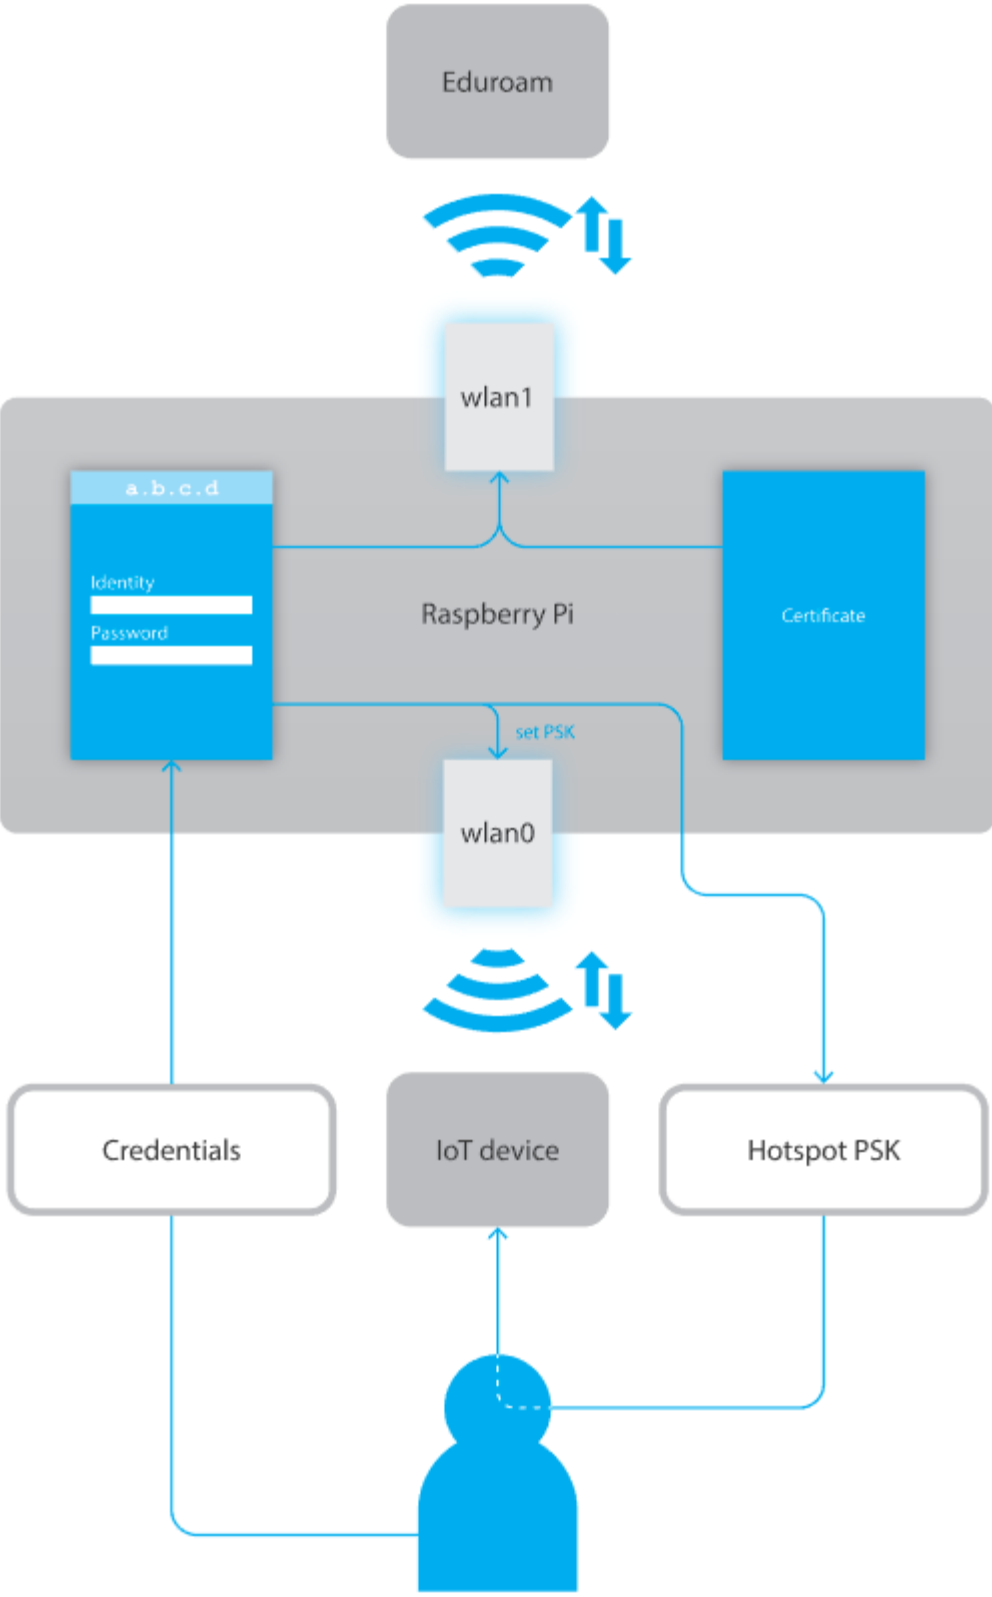 Eduroam
wlan1
a.b.c.d
Identity
Password
Raspberry Pi
Certificate
set PSK
wlan0
Credentials
IoT device
Hotspot PSK